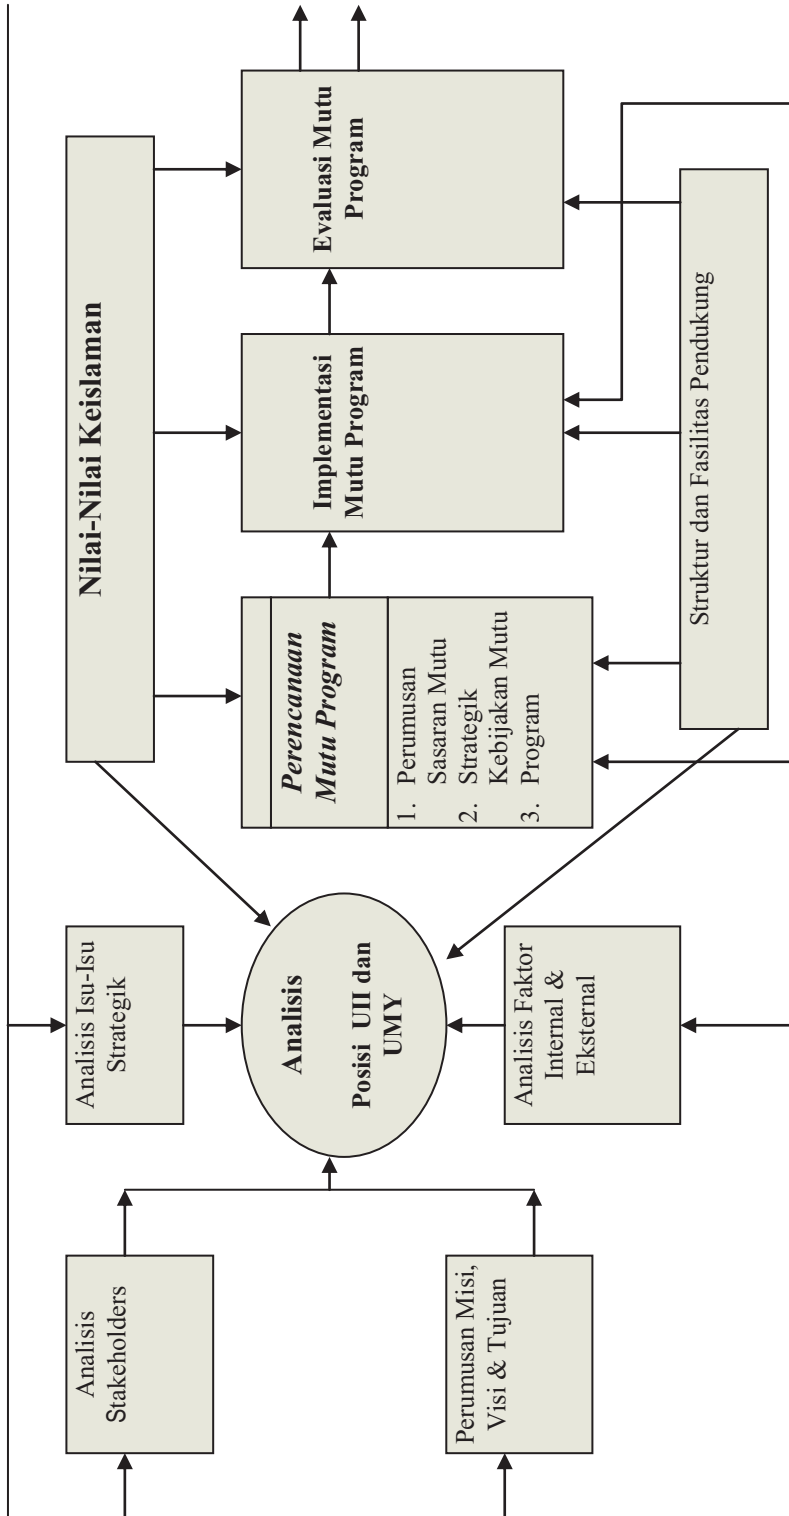 Analisis
Stakeholders
Perumusan Misi,
Visi & Tujuan
Analisis Isu-Isu
Strategik
Analisis
Posisi UII dan
UMY
Analisis Faktor
Internal &
Eksternal
Nilai-Nilai Keislaman
Perencanaan
Mutu Program
1. Perumusan
Sasaran Mutu
2. Strategik
Kebijakan Mutu
3. Program
Implementasi
Mutu Program
Evaluasi Mutu
Program
Struktur dan Fasilitas Pendukung